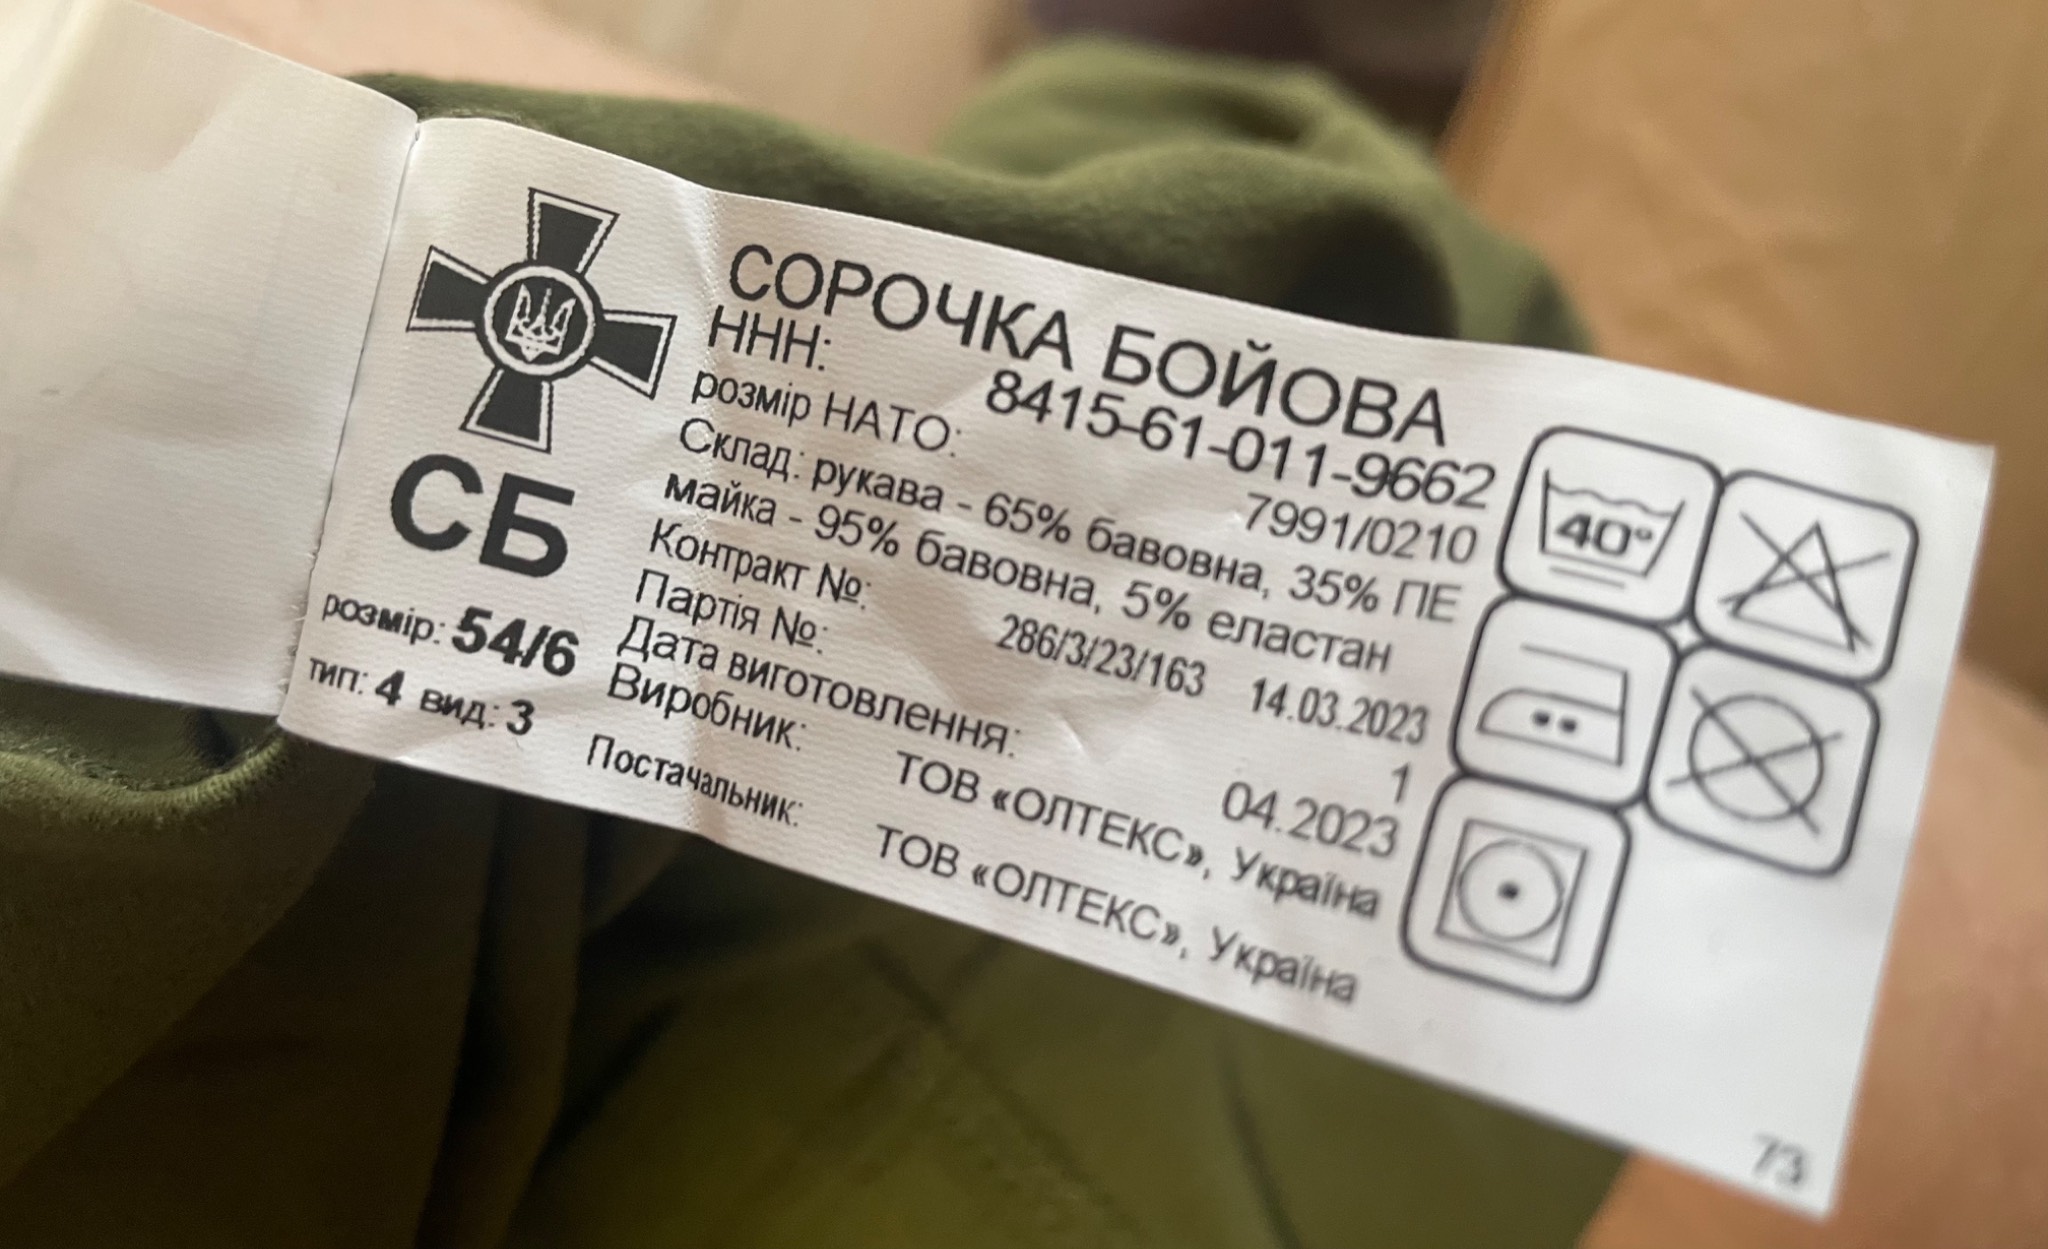 СБ
розмір: 54/6
тип: 4 вид: 3
СОРОЧКА БОЙОВА
ННН: 8415-61-011-9662
розмір НАТО: 7991/0210
Склад: рукава - 65% бавовна, 35% ПЕ
майка - 95% бавовна, 5% еластан
Контракт №: 286/3/23/163 14.03.2023
Партія №: 1
Дата виготовлення: 04.2023
Виробник: ТОВ «ОЛТЕКС», Україна
Постачальник: ТОВ «ОЛТЕКС», Україна
40°
73